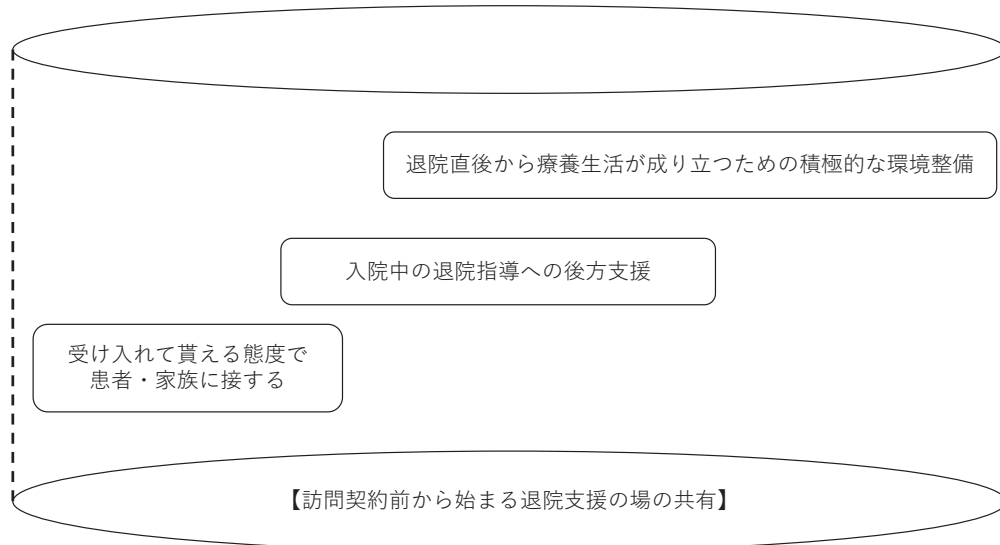 退院直後から療養生活が成り立つための積極的な環境整備
入院中の退院指導への後方支援
受け入れて貰える態度で
患者・家族に接する
【訪問契約前から始まる退院支援の場の共有】